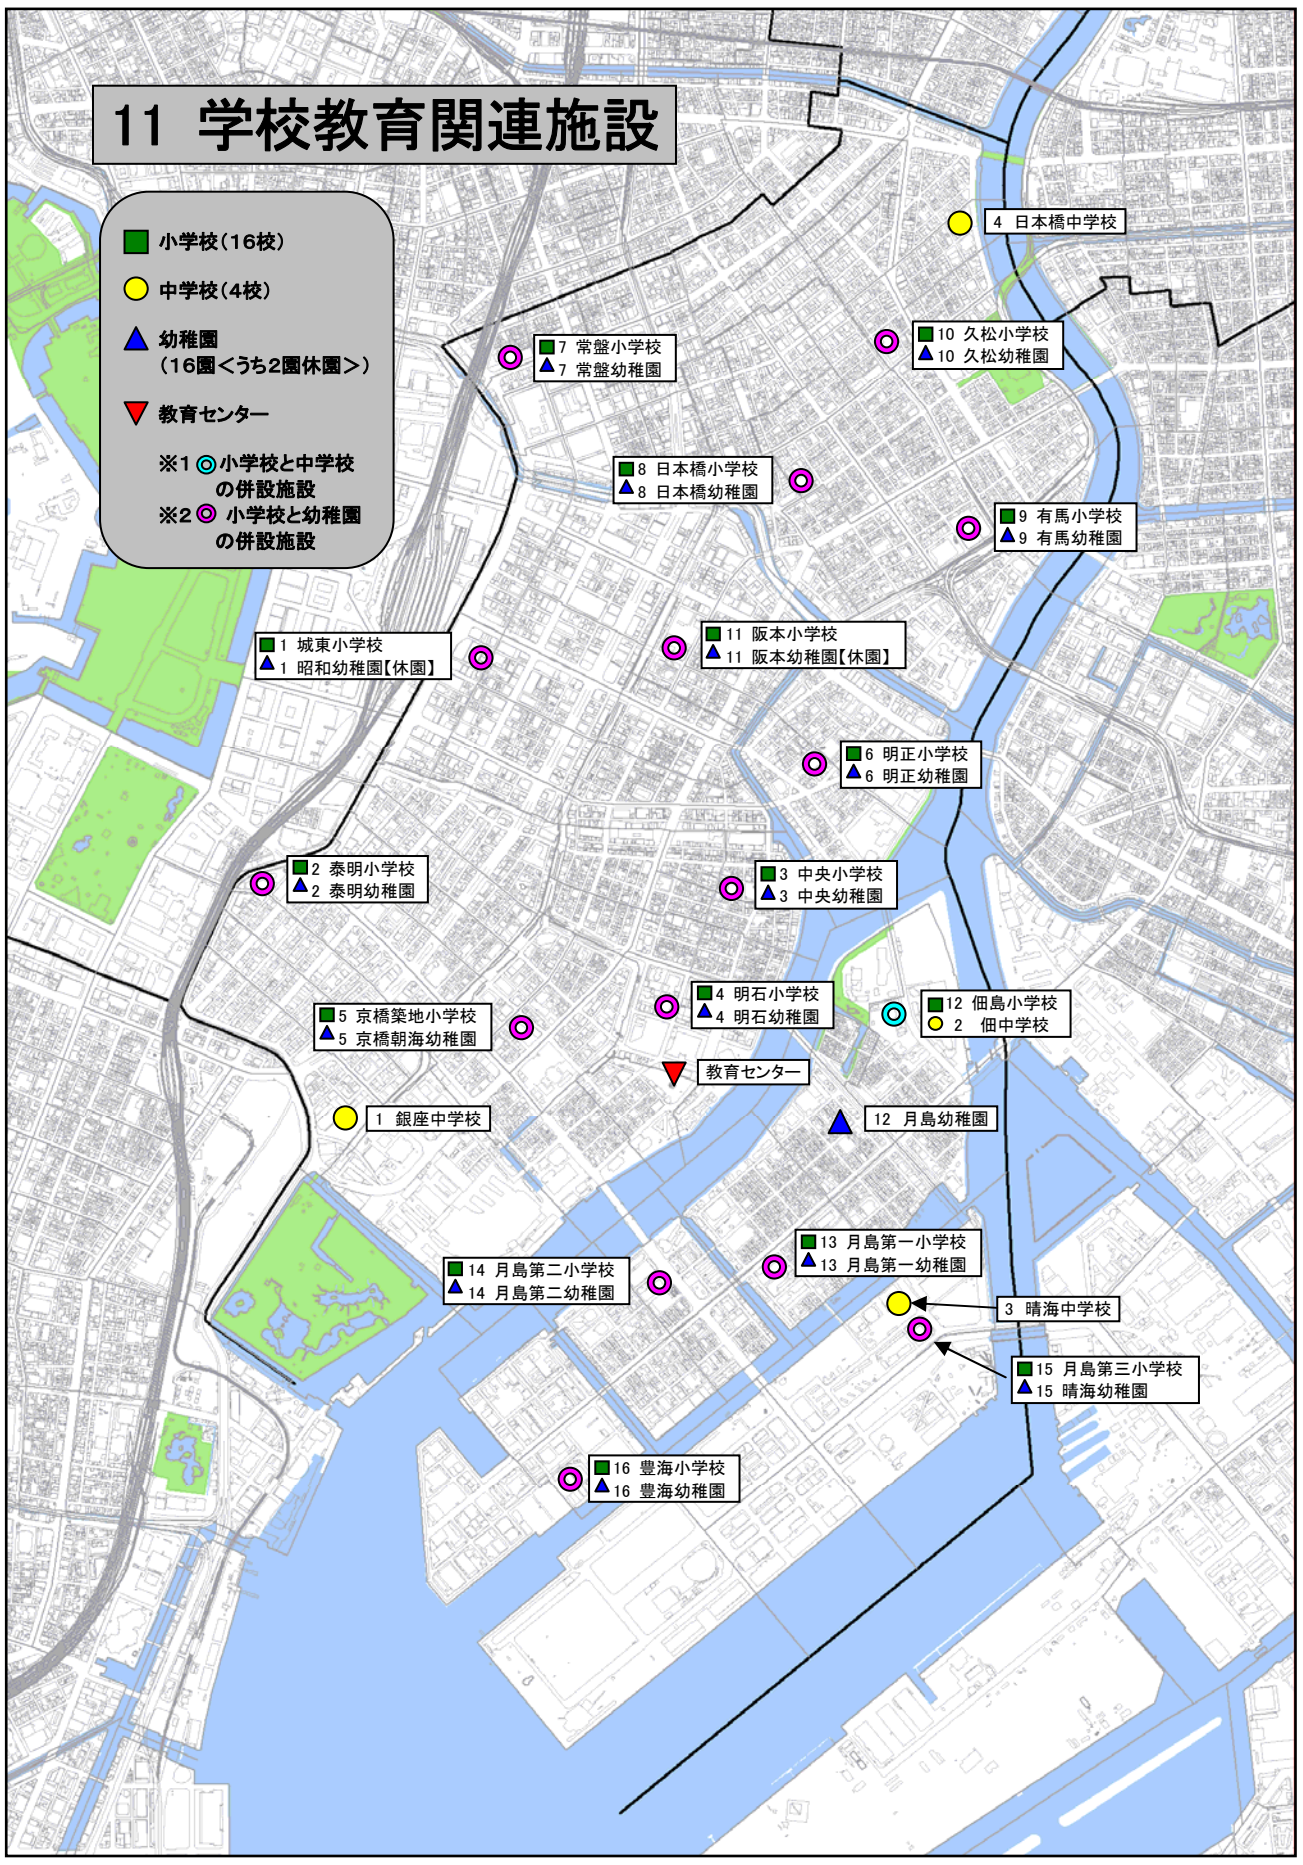 11 学校教育関連施設
小学校(16校)
中学校(4校)
幼稚園
(16園<うち2園休園>)
教育センター
※1 小学校と中学校
の併設施設
※2 小学校と幼稚園
の併設施設
4 日本橋中学校
10 久松小学校
10 久松幼稚園
7 常盤小学校
7 常盤幼稚園
8 日本橋小学校
8 日本橋幼稚園
9 有馬小学校
9 有馬幼稚園
1 城東小学校
1 昭和幼稚園【休園】
11 阪本小学校
11 阪本幼稚園【休園】
6 明正小学校
6 明正幼稚園
2 泰明小学校
2 泰明幼稚園
3 中央小学校
3 中央幼稚園
4 明石小学校
4 明石幼稚園
12 佃島小学校
2 佃中学校
5 京橋築地小学校
5 京橋朝海幼稚園
教育センター
1 銀座中学校
12 月島幼稚園
13 月島第一小学校
13 月島第一幼稚園
14 月島第二小学校
14 月島第二幼稚園
3 晴海中学校
15 月島第三小学校
15 晴海幼稚園
16 豊海小学校
16 豊海幼稚園